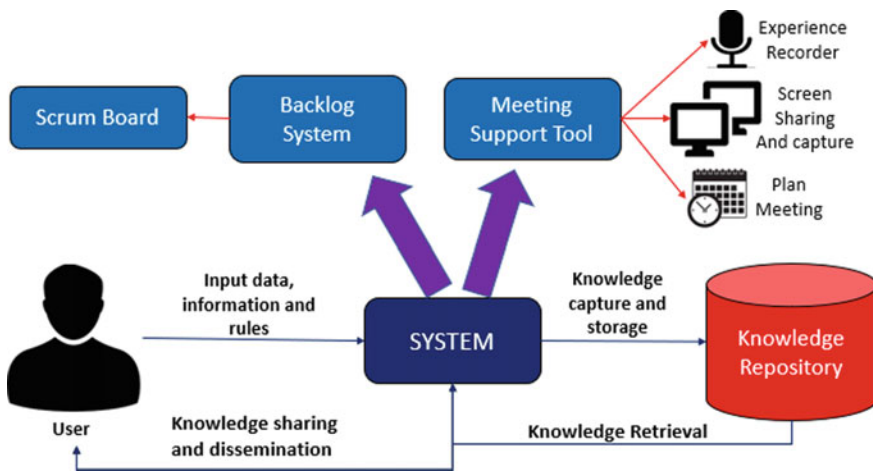 Experience
Recorder
Scrum Board
Backlog
System
Meeting
Support Tool
Screen
Sharing
And capture
Plan
Meeting
Input data,
information and
rules
SYSTEM
Knowledge
capture and
storage
Knowledge
Repository
User
Knowledge sharing
and dissemination
Knowledge Retrieval